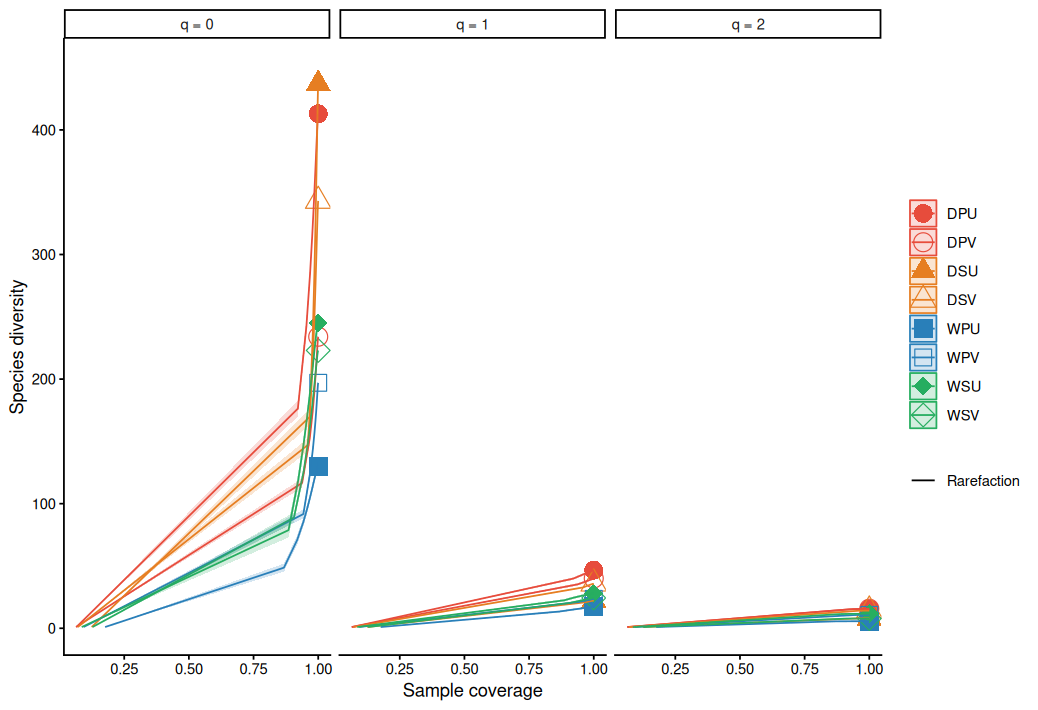 q = 0
q = 1
q = 2
400
300
200
100
0
Species diversity
0.25
0.50
0.75
1.00
0.25
0.50
0.75
1.00
0.25
0.50
0.75
1.00
Sample coverage
DPU
DPV
DSU
DSV
WPU
WPV
WSU
WSV
Rarefaction